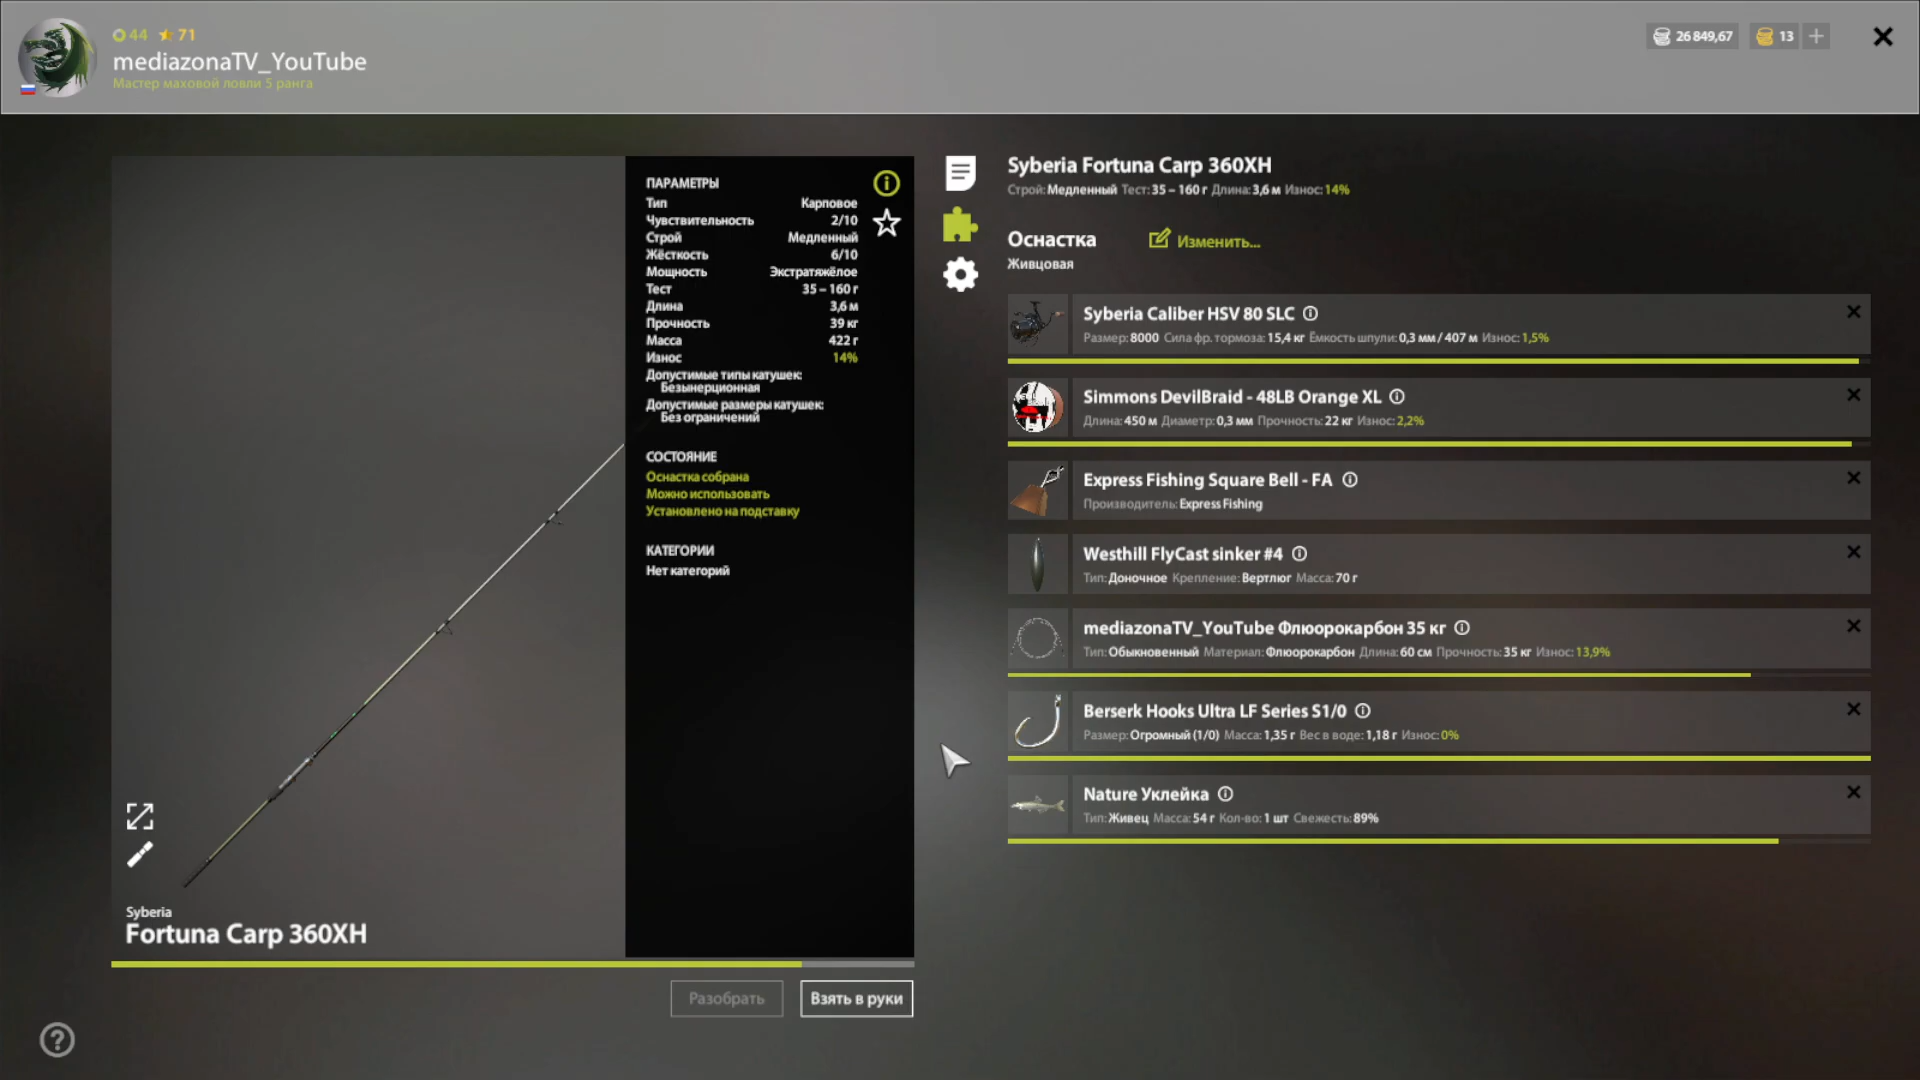 44 71
mediazonaTV_YouTube
Мастер маховой ловли 5 ранга
26 849,67
13
ПАРАМЕТРЫ
Тип Карповое
Чувствительность 2/10
Строй Медленный
Жёсткость 6/10
Мощность Экстратяжёлое
Тест 35 – 160 г
Длина 3,6 м
Прочность 39 кг
Масса 422 г
Износ 14%
Допустимые типы катушек:
Безынерционная
Допустимые размеры катушек:
Без ограничений
СОСТОЯНИЕ
Оснастка собрана
Можно использовать
Установлено на подставку
КАТЕГОРИИ
Нет категорий
Syberia
Fortuna Carp 360XH
Разобрать
Взять в руки
Syberia Fortuna Carp 360XH
Строй: Медленный Тест: 35 – 160 г Длина: 3,6 м Износ: 14%
Оснастка Изменить...
Живцовая
Syberia Caliber HSV 80 SLC
Размер: 8000 Сила фр. тормоза: 15,4 кг Ёмкость шпули: 0,3 мм / 407 м Износ: 1,5%
Simmons DevilBraid - 48LB Orange XL
Длина: 450 м Диаметр: 0,3 мм Прочность: 22 кг Износ: 2,2%
Express Fishing Square Bell - FA
Производитель: Express Fishing
Westhill FlyCast sinker #4
Тип: Доночное Крепление: Вертлюг Масса: 70 г
mediazonaTV_YouTube Флюорокарбон 35 кг
Тип: Обыкновенный Материал: Флюорокарбон Длина: 60 см Прочность: 35 кг Износ: 13,9%
Berserk Hooks Ultra LF Series S1/0
Размер: Огромный (1/0) Масса: 1,35 г Вес в воде: 1,18 г Износ: 0%
Nature Уклейка
Тип: Живец Масса: 54 г Кол-во: 1 шт Свежесть: 89%